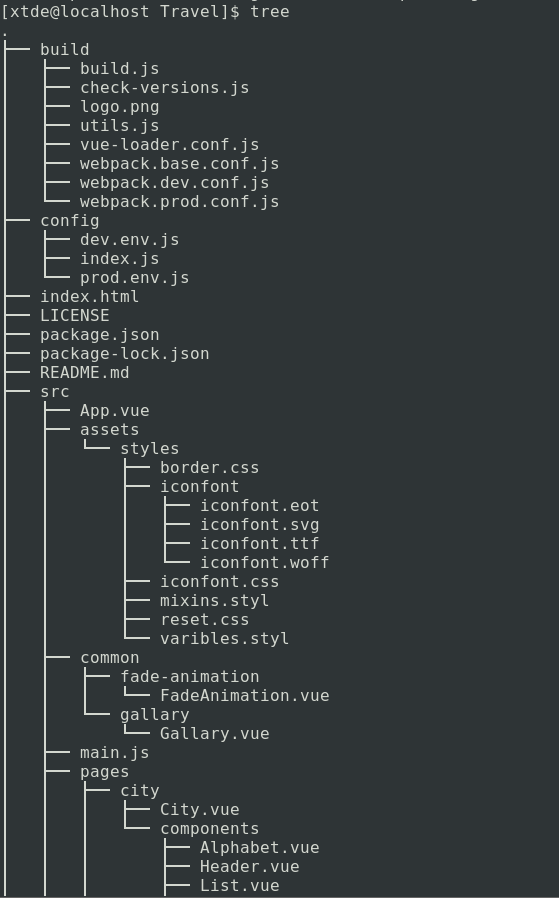 [xtde@localhost Travel]$ tree
.
├── build
│   ├── build.js
│   ├── check-versions.js
│   ├── logo.png
│   ├── utils.js
│   ├── vue-loader.conf.js
│   ├── webpack.base.conf.js
│   ├── webpack.dev.conf.js
│   └── webpack.prod.conf.js
├── config
│   ├── dev.env.js
│   ├── index.js
│   └── prod.env.js
├── index.html
├── LICENSE
├── package.json
├── package-lock.json
├── README.md
├── src
│   ├── App.vue
│   ├── assets
│   │   └── styles
│   │       ├── border.css
│   │       ├── iconfont
│   │       │   ├── iconfont.eot
│   │       │   ├── iconfont.svg
│   │       │   ├── iconfont.ttf
│   │       │   └── iconfont.woff
│   │       ├── iconfont.css
│   │       ├── mixins.styl
│   │       ├── reset.css
│   │       └── varibles.styl
│   ├── common
│   │   ├── fade-animation
│   │   │   └── FadeAnimation.vue
│   │   └── gallary
│   │       └── Gallary.vue
│   ├── main.js
│   ├── pages
│   │   ├── city
│   │   │   ├── City.vue
│   │   │   └── components
│   │   │       ├── Alphabet.vue
│   │   │       ├── Header.vue
│   │   │       ├── List.vue